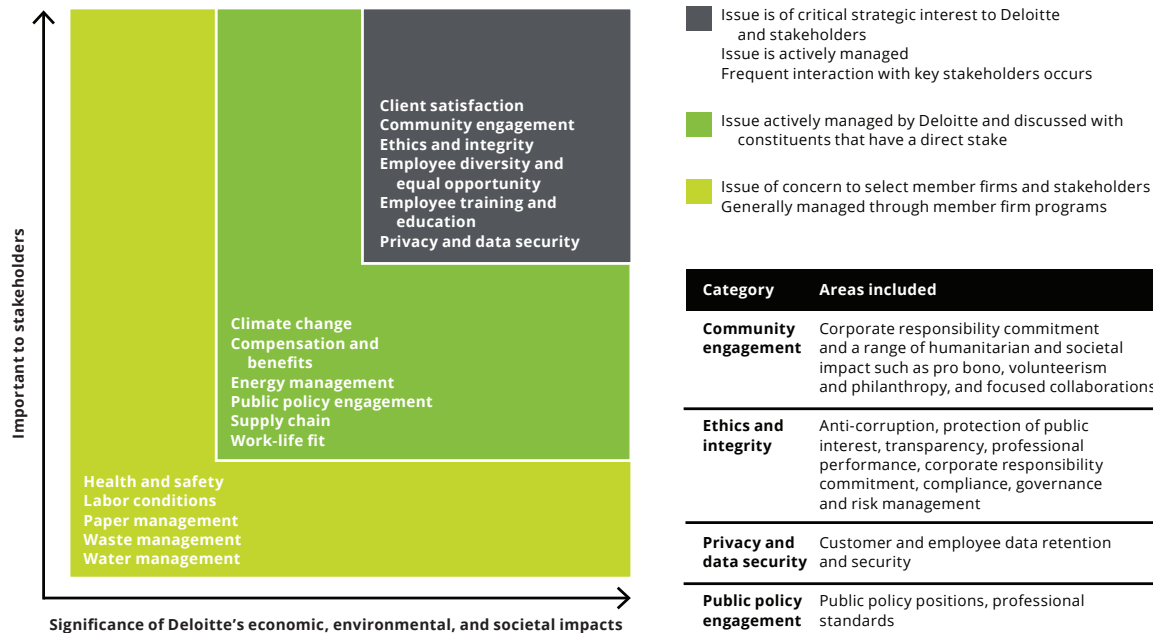 Important to stakeholders
Client satisfaction
Community engagement
Ethics and integrity
Employee diversity and
equal opportunity
Employee training and
education
Privacy and data security
Climate change
Compensation and
benefits
Energy management
Public policy engagement
Supply chain
Work-life fit
Health and safety
Labor conditions
Paper management
Waste management
Water management
Significance of Deloitte’s economic, environmental, and societal impacts
Issue is of critical strategic interest to Deloitte
and stakeholders
Issue is actively managed
Frequent interaction with key stakeholders occurs
Issue actively managed by Deloitte and discussed with
constituents that have a direct stake
Issue of concern to select member firms and stakeholders
Generally managed through member firm programs
Category Areas included
Community Corporate responsibility commitment
engagement and a range of humanitarian and societal
impact such as pro bono, volunteerism
and philanthropy, and focused collaborations
Ethics and Anti-corruption, protection of public
integrity interest, transparency, professional
performance, corporate responsibility
commitment, compliance, governance
and risk management
Privacy and Customer and employee data retention
data security and security
Public policy Public policy positions, professional
engagement standards